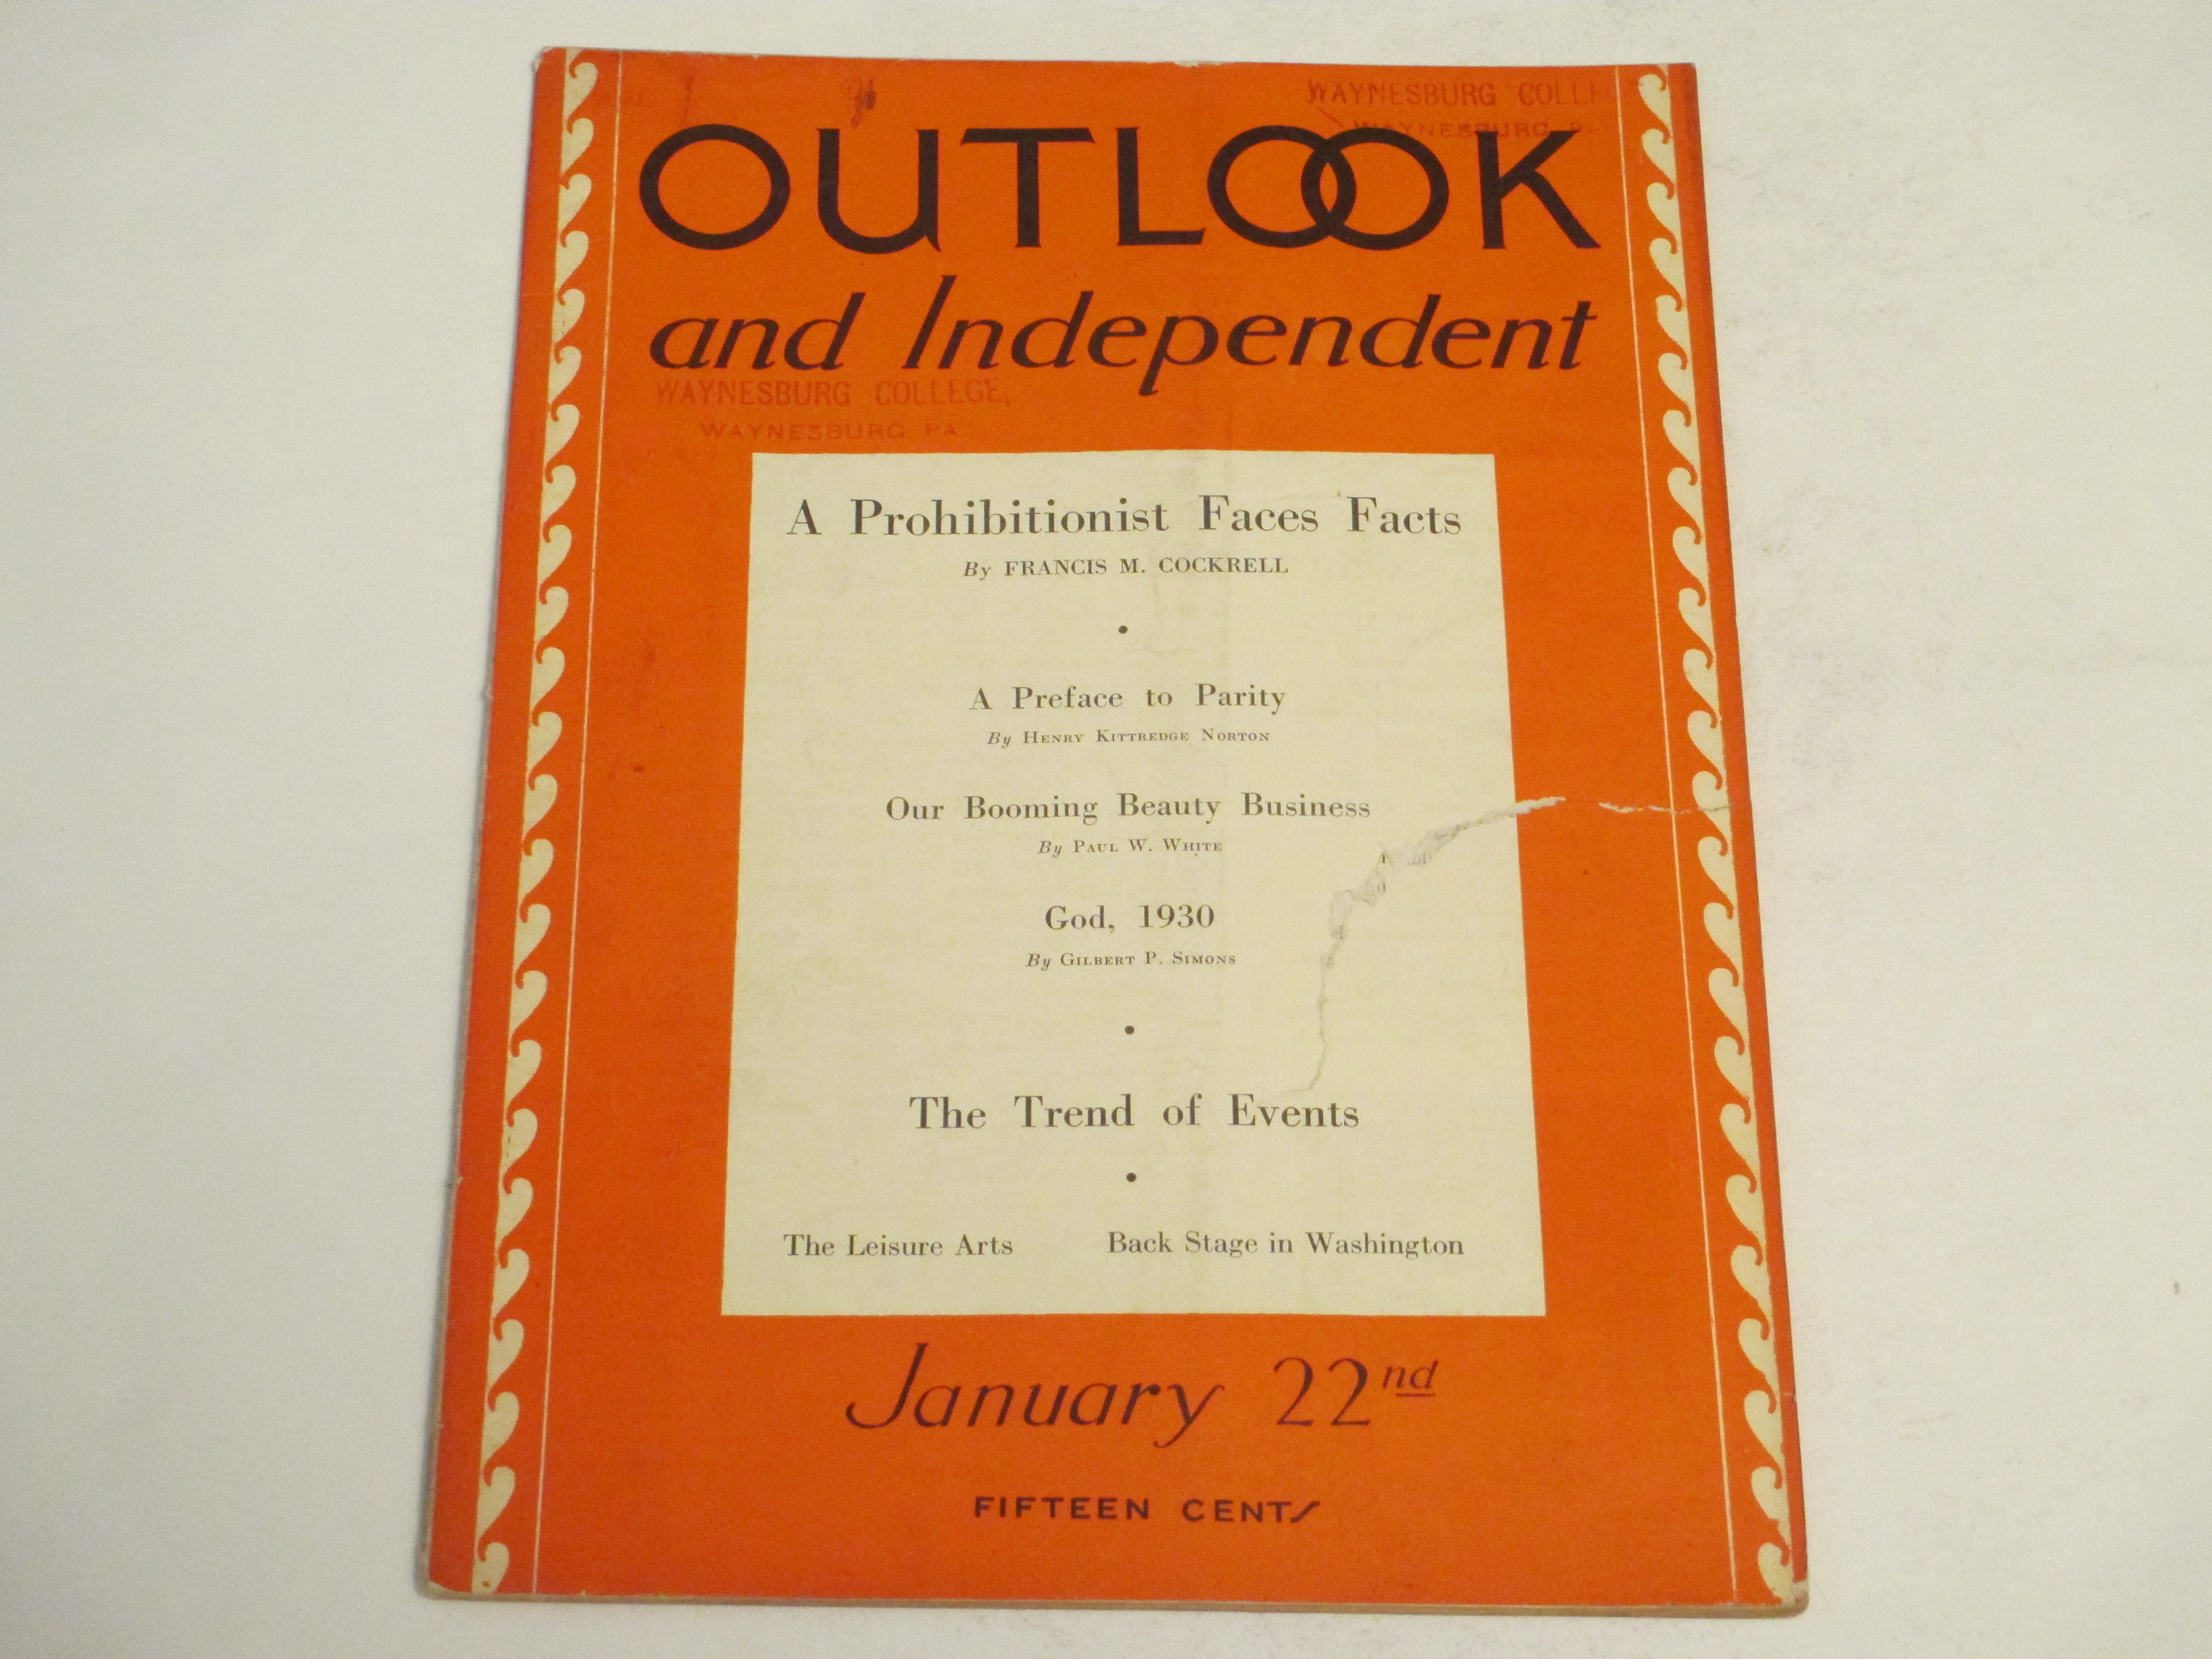 WAYNESBURG COLLE
WAYNESBURG P
OUTLOOK
and Independent
WAYNESBURG COLLEGE,
WAYNESBURG PA
A Prohibitionist Faces Facts
By FRANCIS M. COCKRELL
•
A Preface to Parity
By HENRY KITTREDGE NORTON
Our Booming Beauty Business
By PAUL W. WHITE
God, 1930
By GILBERT P. SIMONS
•
The Trend of Events
•
The Leisure Arts Back Stage in Washington
January 22nd
FIFTEEN CENTS